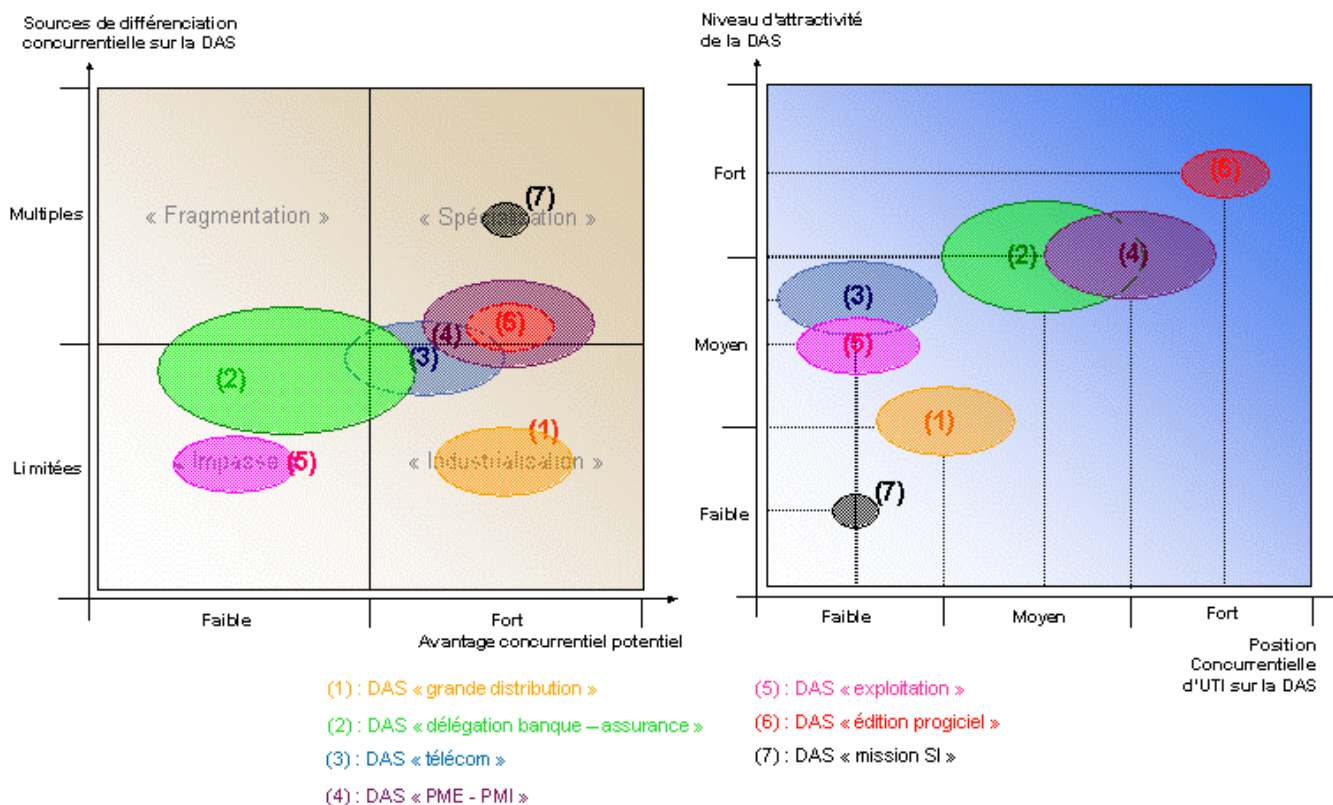 Sources de différenciation
concurrentielle sur la DAS
Multiples
Limitées
« Fragmentation »
« Spécialisation »
« Impasse »
« Industrialisation »
(7)
(6)
(4)
(3)
(2)
(1)
(5)
Faible
Fort
Avantage concurrentiel potentiel
Niveau d'attractivité
de la DAS
Fort
Moyen
Faible
(6)
(2)
(4)
(3)
(5)
(1)
(7)
Faible
Moyen
Fort
Position
Concurrentielle
d'UTI sur la DAS
(1) : DAS « grande distribution »
(2) : DAS « délégation banque – assurance »
(3) : DAS « télécom »
(4) : DAS « PME - PMI »
(5) : DAS « exploitation »
(6) : DAS « édition progiciel »
(7) : DAS « mission SI »